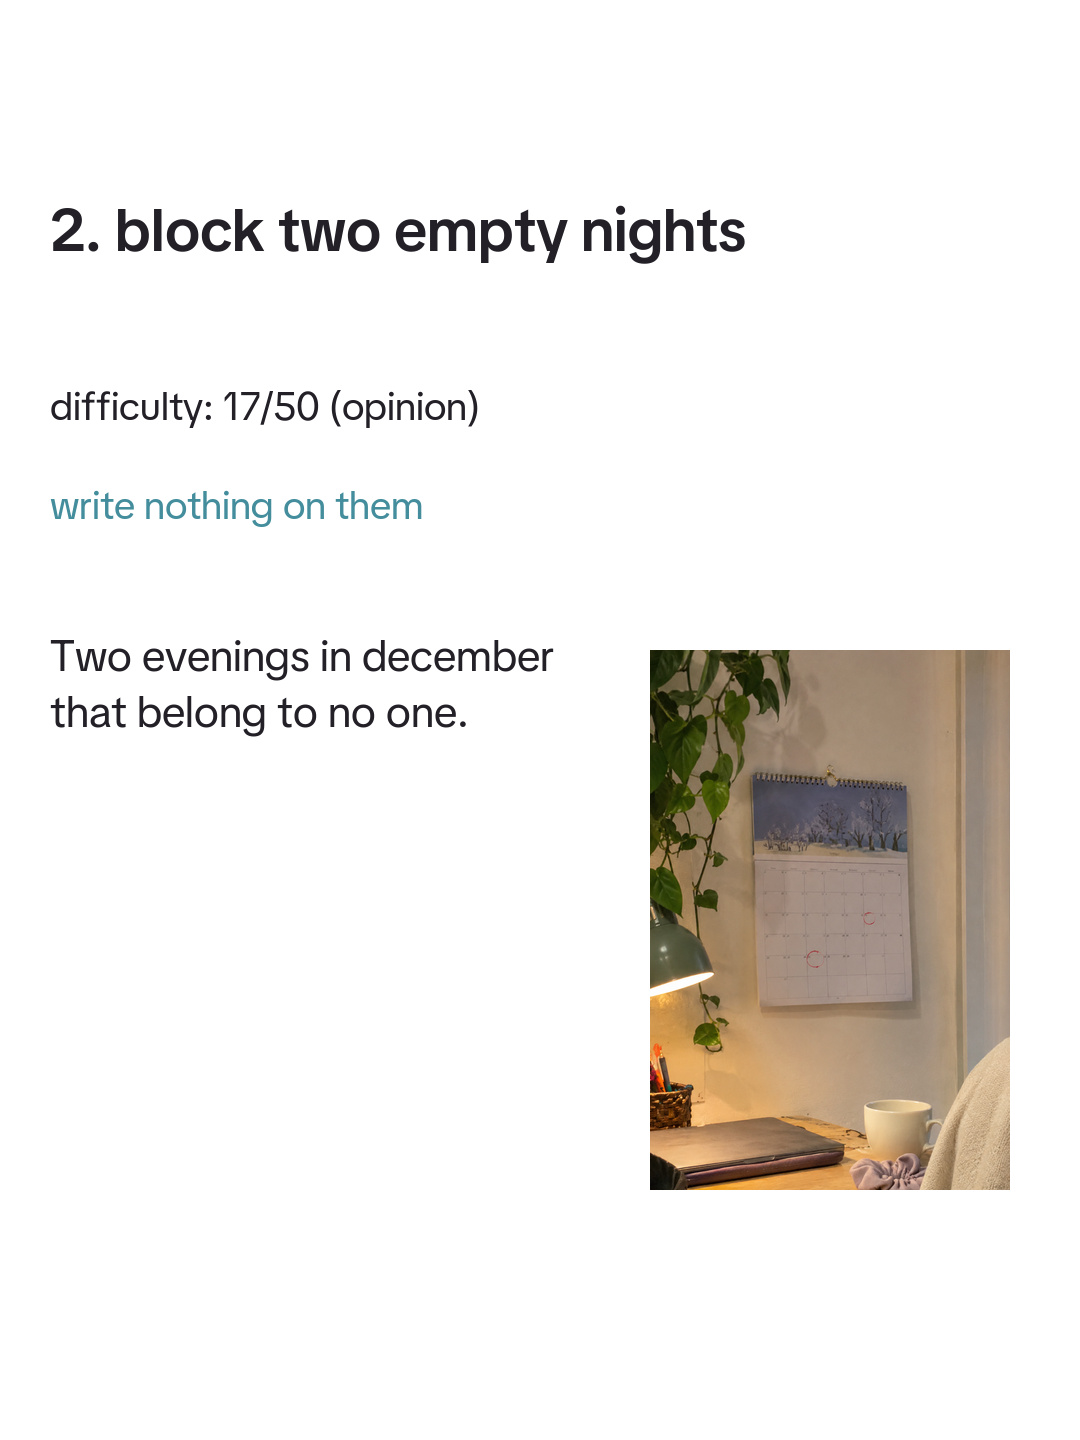 2. block two empty nights
difficulty: 17/50 (opinion)
write nothing on them
Two evenings in december
that belong to no one.